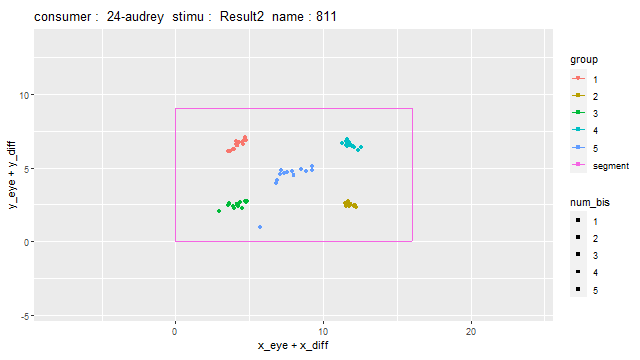 consumer :  24-audrey  stimu :  Result2  name : 811
y_eye + y_diff
10
5
0
-5
0
10
20
x_eye + x_diff
group
1
2
3
4
5
segment
num_bis
1
2
3
4
5